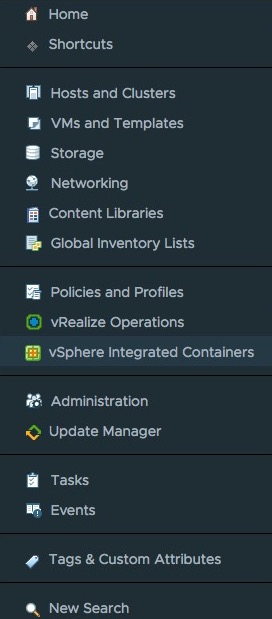 Home
Shortcuts
Hosts and Clusters
VMs and Templates
Storage
Networking
Content Libraries
Global Inventory Lists
Policies and Profiles
vRealize Operations
vSphere Integrated Containers
Administration
Update Manager
Tasks
Events
Tags & Custom Attributes
New Search